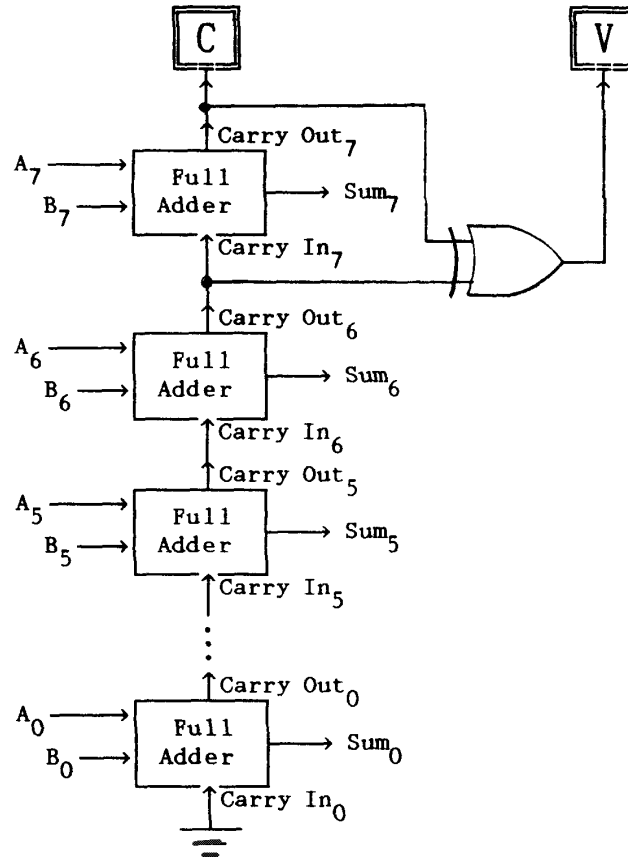 C V
Carry Out₇
A₇ Full Adder Sum₇
B₇
Carry In₇
Carry Out₆
A₆ Full Adder Sum₆
B₆
Carry In₆
Carry Out₅
A₅ Full Adder Sum₅
B₅
Carry In₅
Carry Out₀
A₀ Full Adder Sum₀
B₀
Carry In₀